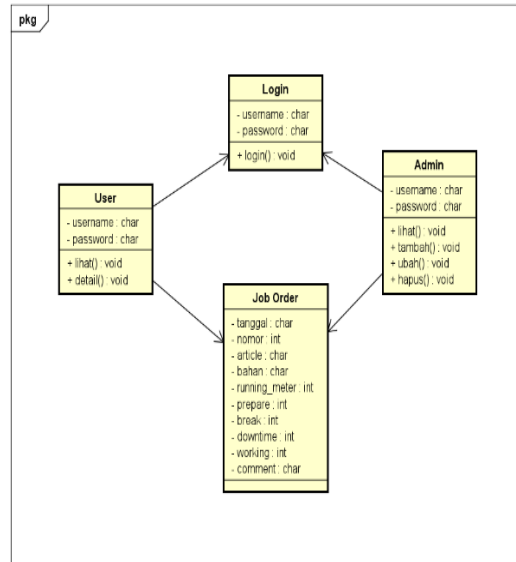 pkg
Login
- username : char
- password : char
+ login() : void
Admin
- username : char
- password : char
+ lihat() : void
+ tambah() : void
+ ubah() : void
+ hapus() : void
User
- username : char
- password : char
+ lihat() : void
+ detail() : void
Job Order
- tanggal : char
- nomor : int
- article : char
- bahan : char
- running_meter : int
- prepare : int
- break : int
- downtime : int
- working : int
- comment : char